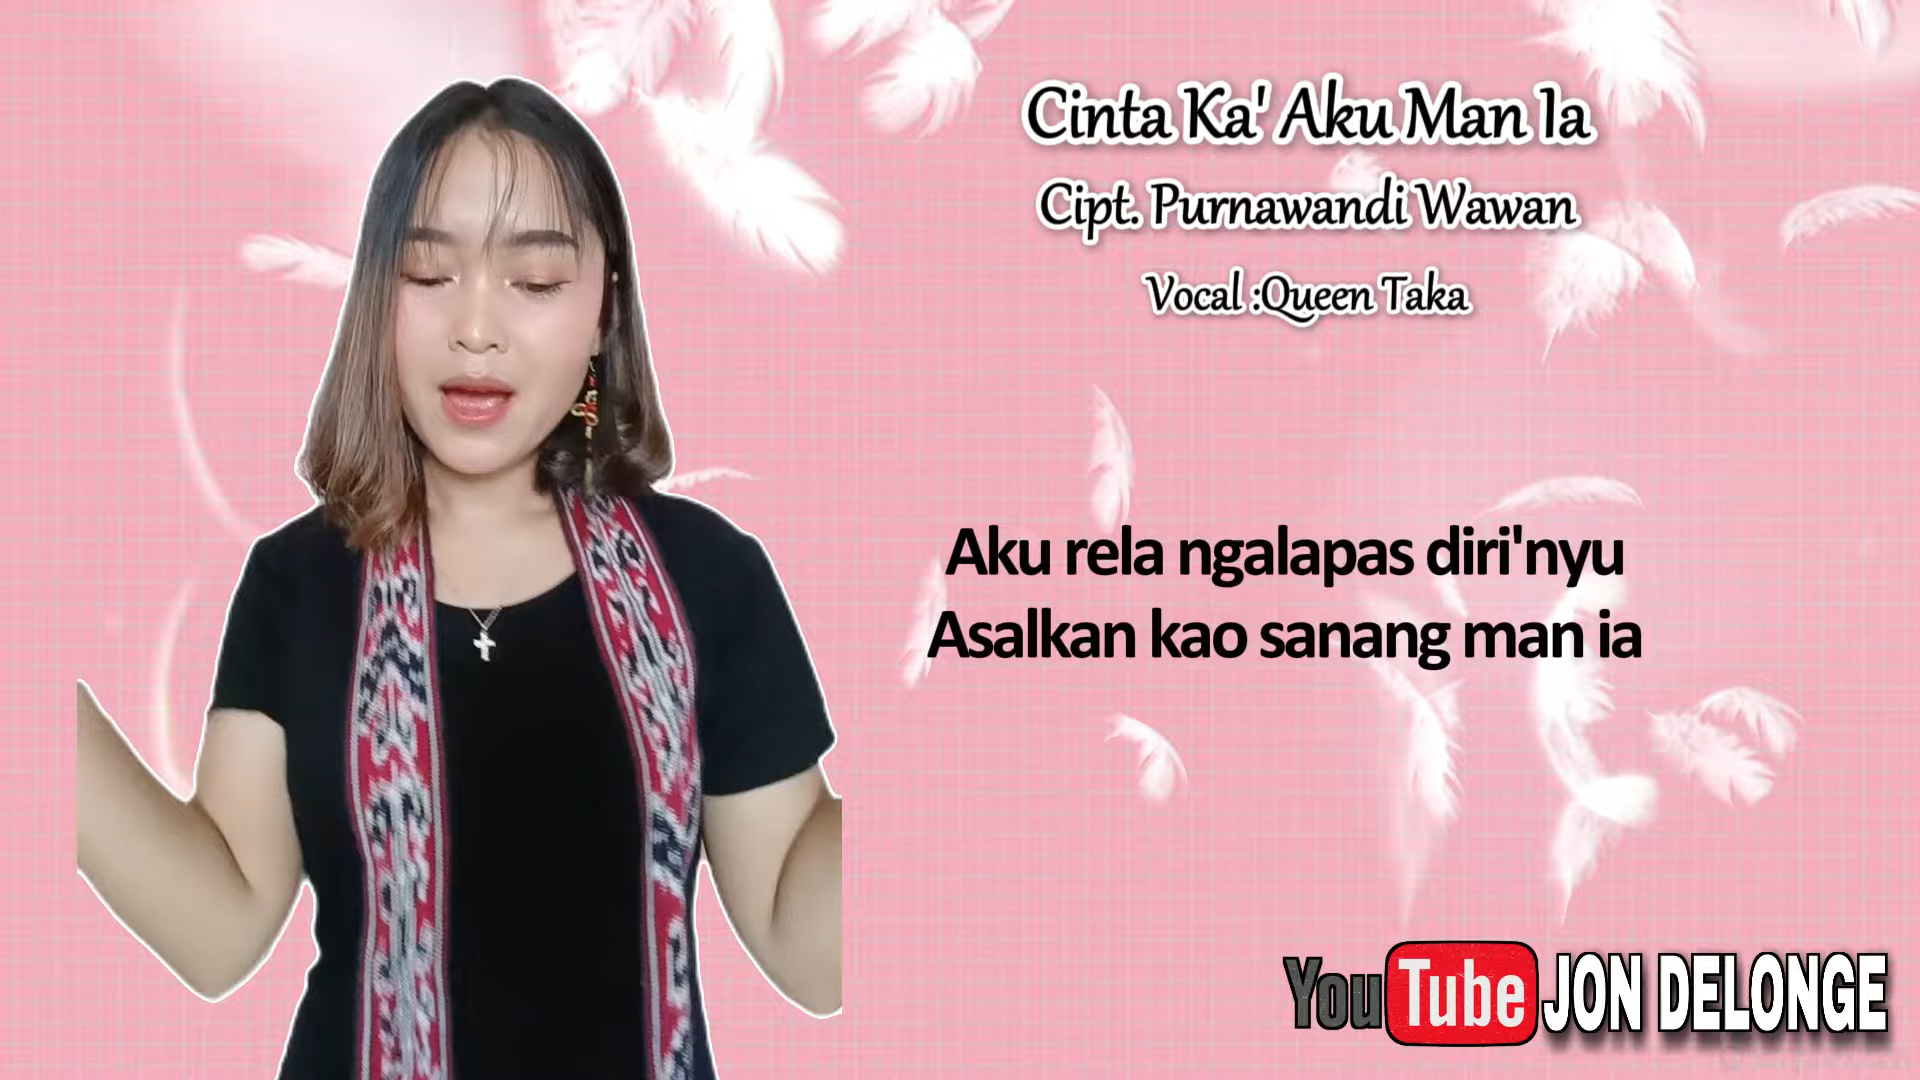 Cinta Ka' Aku Man Ia
Cipt. Purnawandi Wawan
Vocal :Queen Taka
Aku rela ngalapas diri'nyu
Asalkan kao sanang man ia
YouTube JON DELONGE